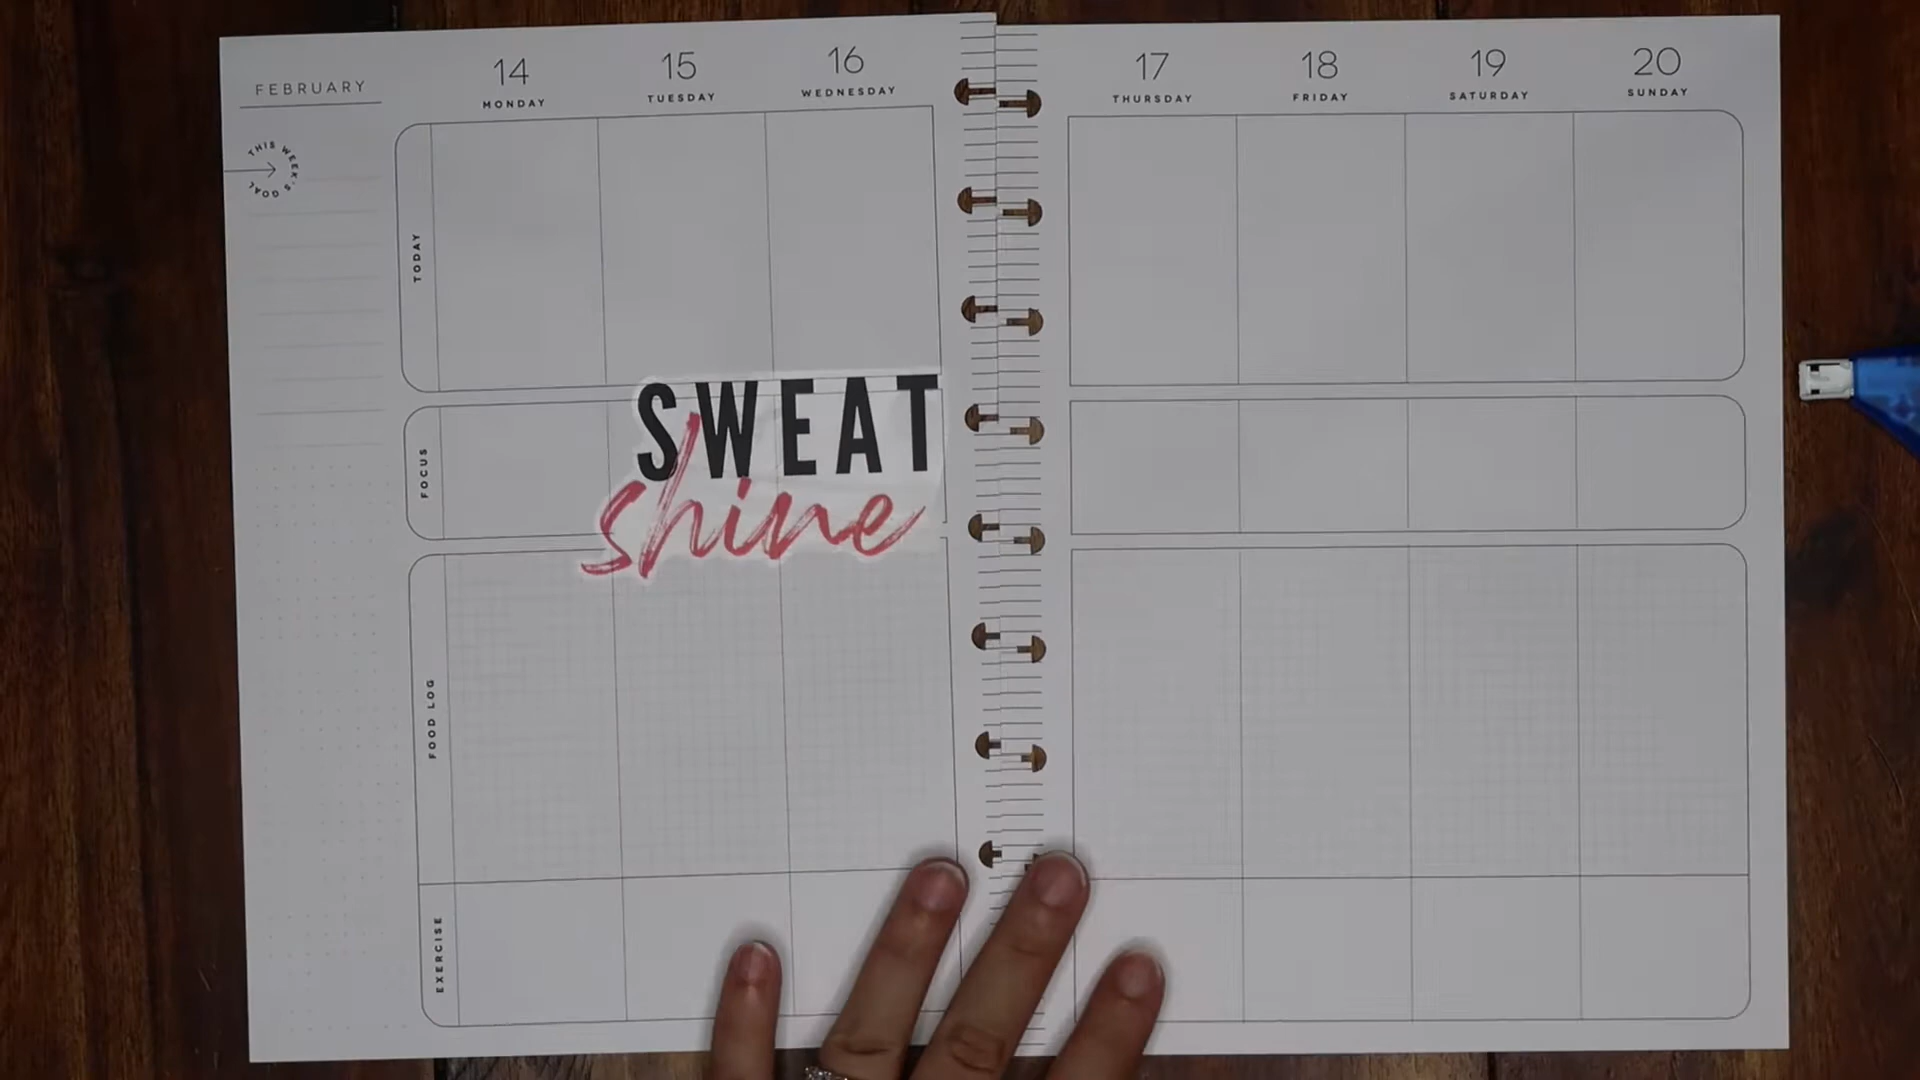 FEBRUARY
THIS WEEK'S GOAL
14 15 16 17 18 19 20
MONDAY TUESDAY WEDNESDAY THURSDAY FRIDAY SATURDAY SUNDAY
TODAY
FOCUS
SWEAT
shine
FOOD LOG
EXERCISE